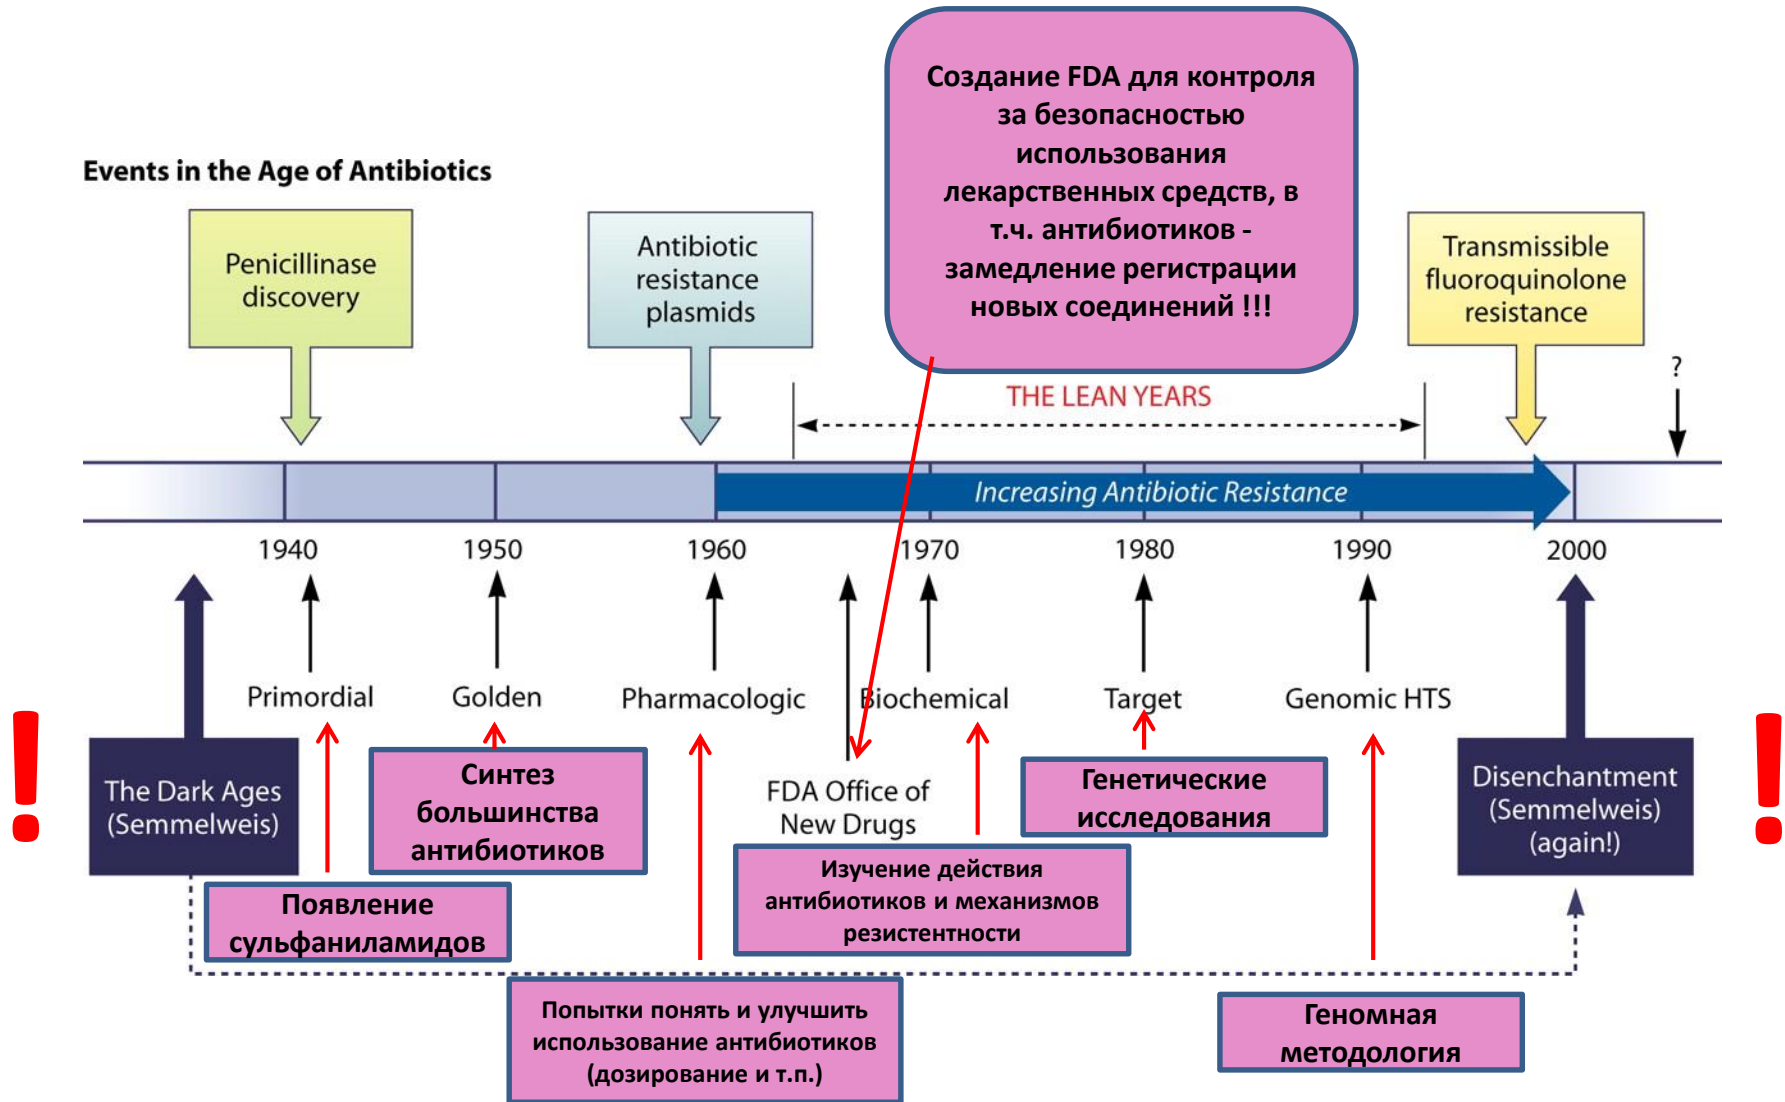 Создание FDA для контроля
за безопасностью
использования
лекарственных средств, в
т.ч. антибиотиков -
замедление регистрации
новых соединений !!!
Events in the Age of Antibiotics
Penicillinase
discovery
Antibiotic
resistance
plasmids
Transmissible
fluoroquinolone
resistance
?
THE LEAN YEARS
Increasing Antibiotic Resistance
1940
1950
1960
1970
1980
1990
2000
Primordial
Golden
Pharmacologic
Biochemical
Target
Genomic HTS
!
The Dark Ages
(Semmelweis)
Синтез
большинства
антибиотиков
FDA Office of
New Drugs
Генетические
исследования
Disenchantment
(Semmelweis)
(again!)
!
Появление
сульфаниламидов
Изучение действия
антибиотиков и механизмов
резистентности
Попытки понять и улучшить
использование антибиотиков
(дозирование и т.п.)
Геномная
методология